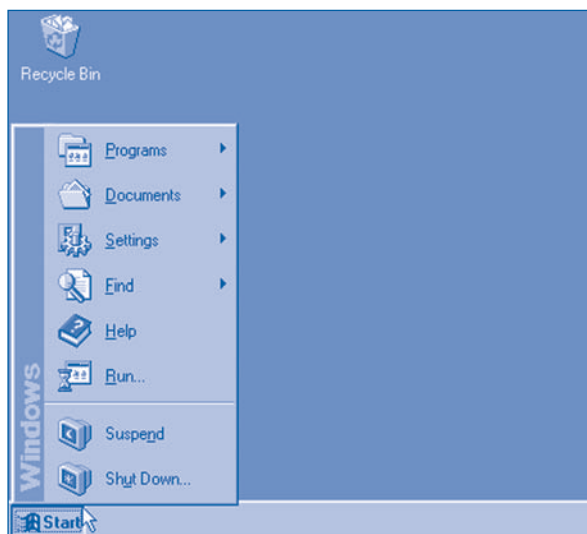 Recycle Bin
Programs
Documents
Settings
Find
Help
Run...
Suspend
Shut Down...
Windows
Start